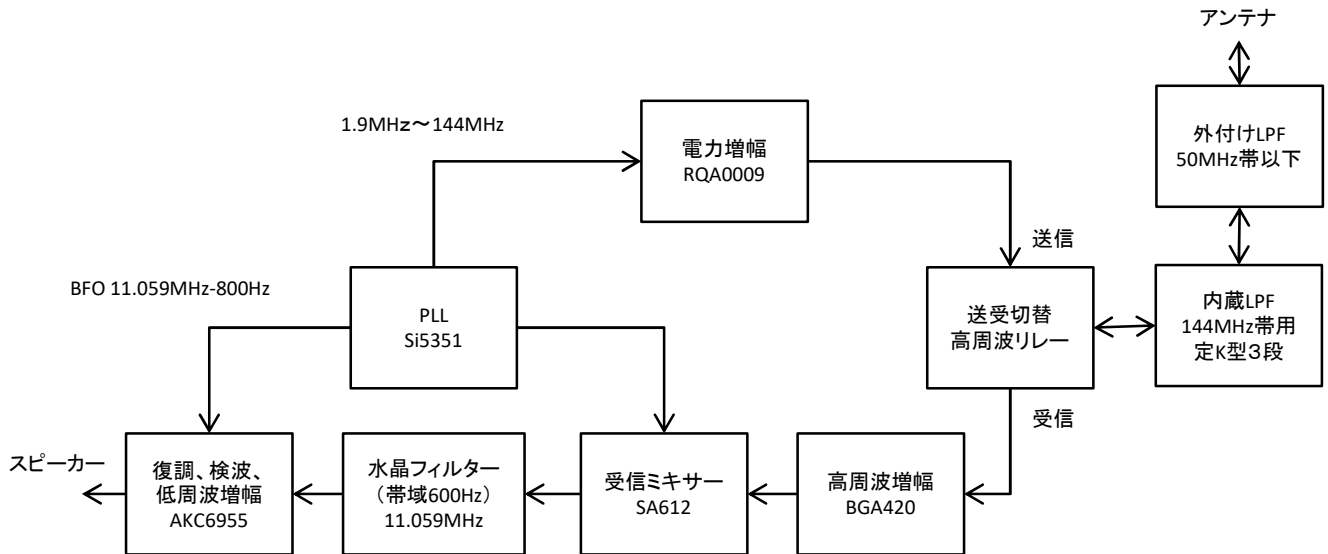 アンテナ
1.9MHz～144MHz
電力増幅
RQA0009
外付けLPF
50MHz帯以下
送信
BFO 11.059MHz-800Hz
PLL
Si5351
送受切替
高周波リレー
内蔵LPF
144MHz帯用
定K型３段
受信
スピーカー
復調、検波、
低周波増幅
AKC6955
水晶フィルター
（帯域600Hz）
11.059MHz
受信ミキサー
SA612
高周波増幅
BGA420